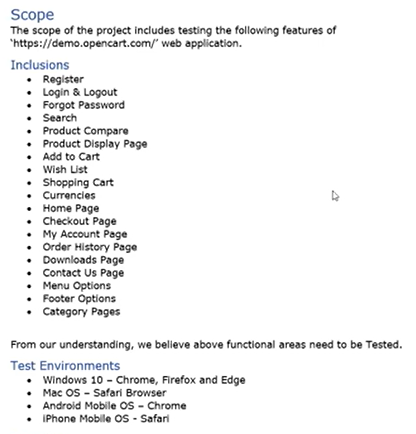 Scope
The scope of the project includes testing the following features of
'https://demo.opencart.com/' web application.
Inclusions
• Register
• Login & Logout
• Forgot Password
• Search
• Product Compare
• Product Display Page
• Add to Cart
• Wish List
• Shopping Cart
• Currencies
• Home Page
• Checkout Page
• My Account Page
• Order History Page
• Downloads Page
• Contact Us Page
• Menu Options
• Footer Options
• Category Pages
From our understanding, we believe above functional areas need to be Tested.
Test Environments
• Windows 10 – Chrome, Firefox and Edge
• Mac OS – Safari Browser
• Android Mobile OS – Chrome
• iPhone Mobile OS - Safari